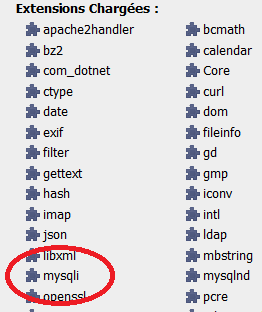 Extensions Chargées :
apache2handler bcmath
bz2 calendar
com_dotnet Core
ctype curl
date dom
exif fileinfo
filter gd
gettext gmp
hash iconv
imap intl
json ldap
libxml mbstring
mysqli mysqlnd
openssl pcre